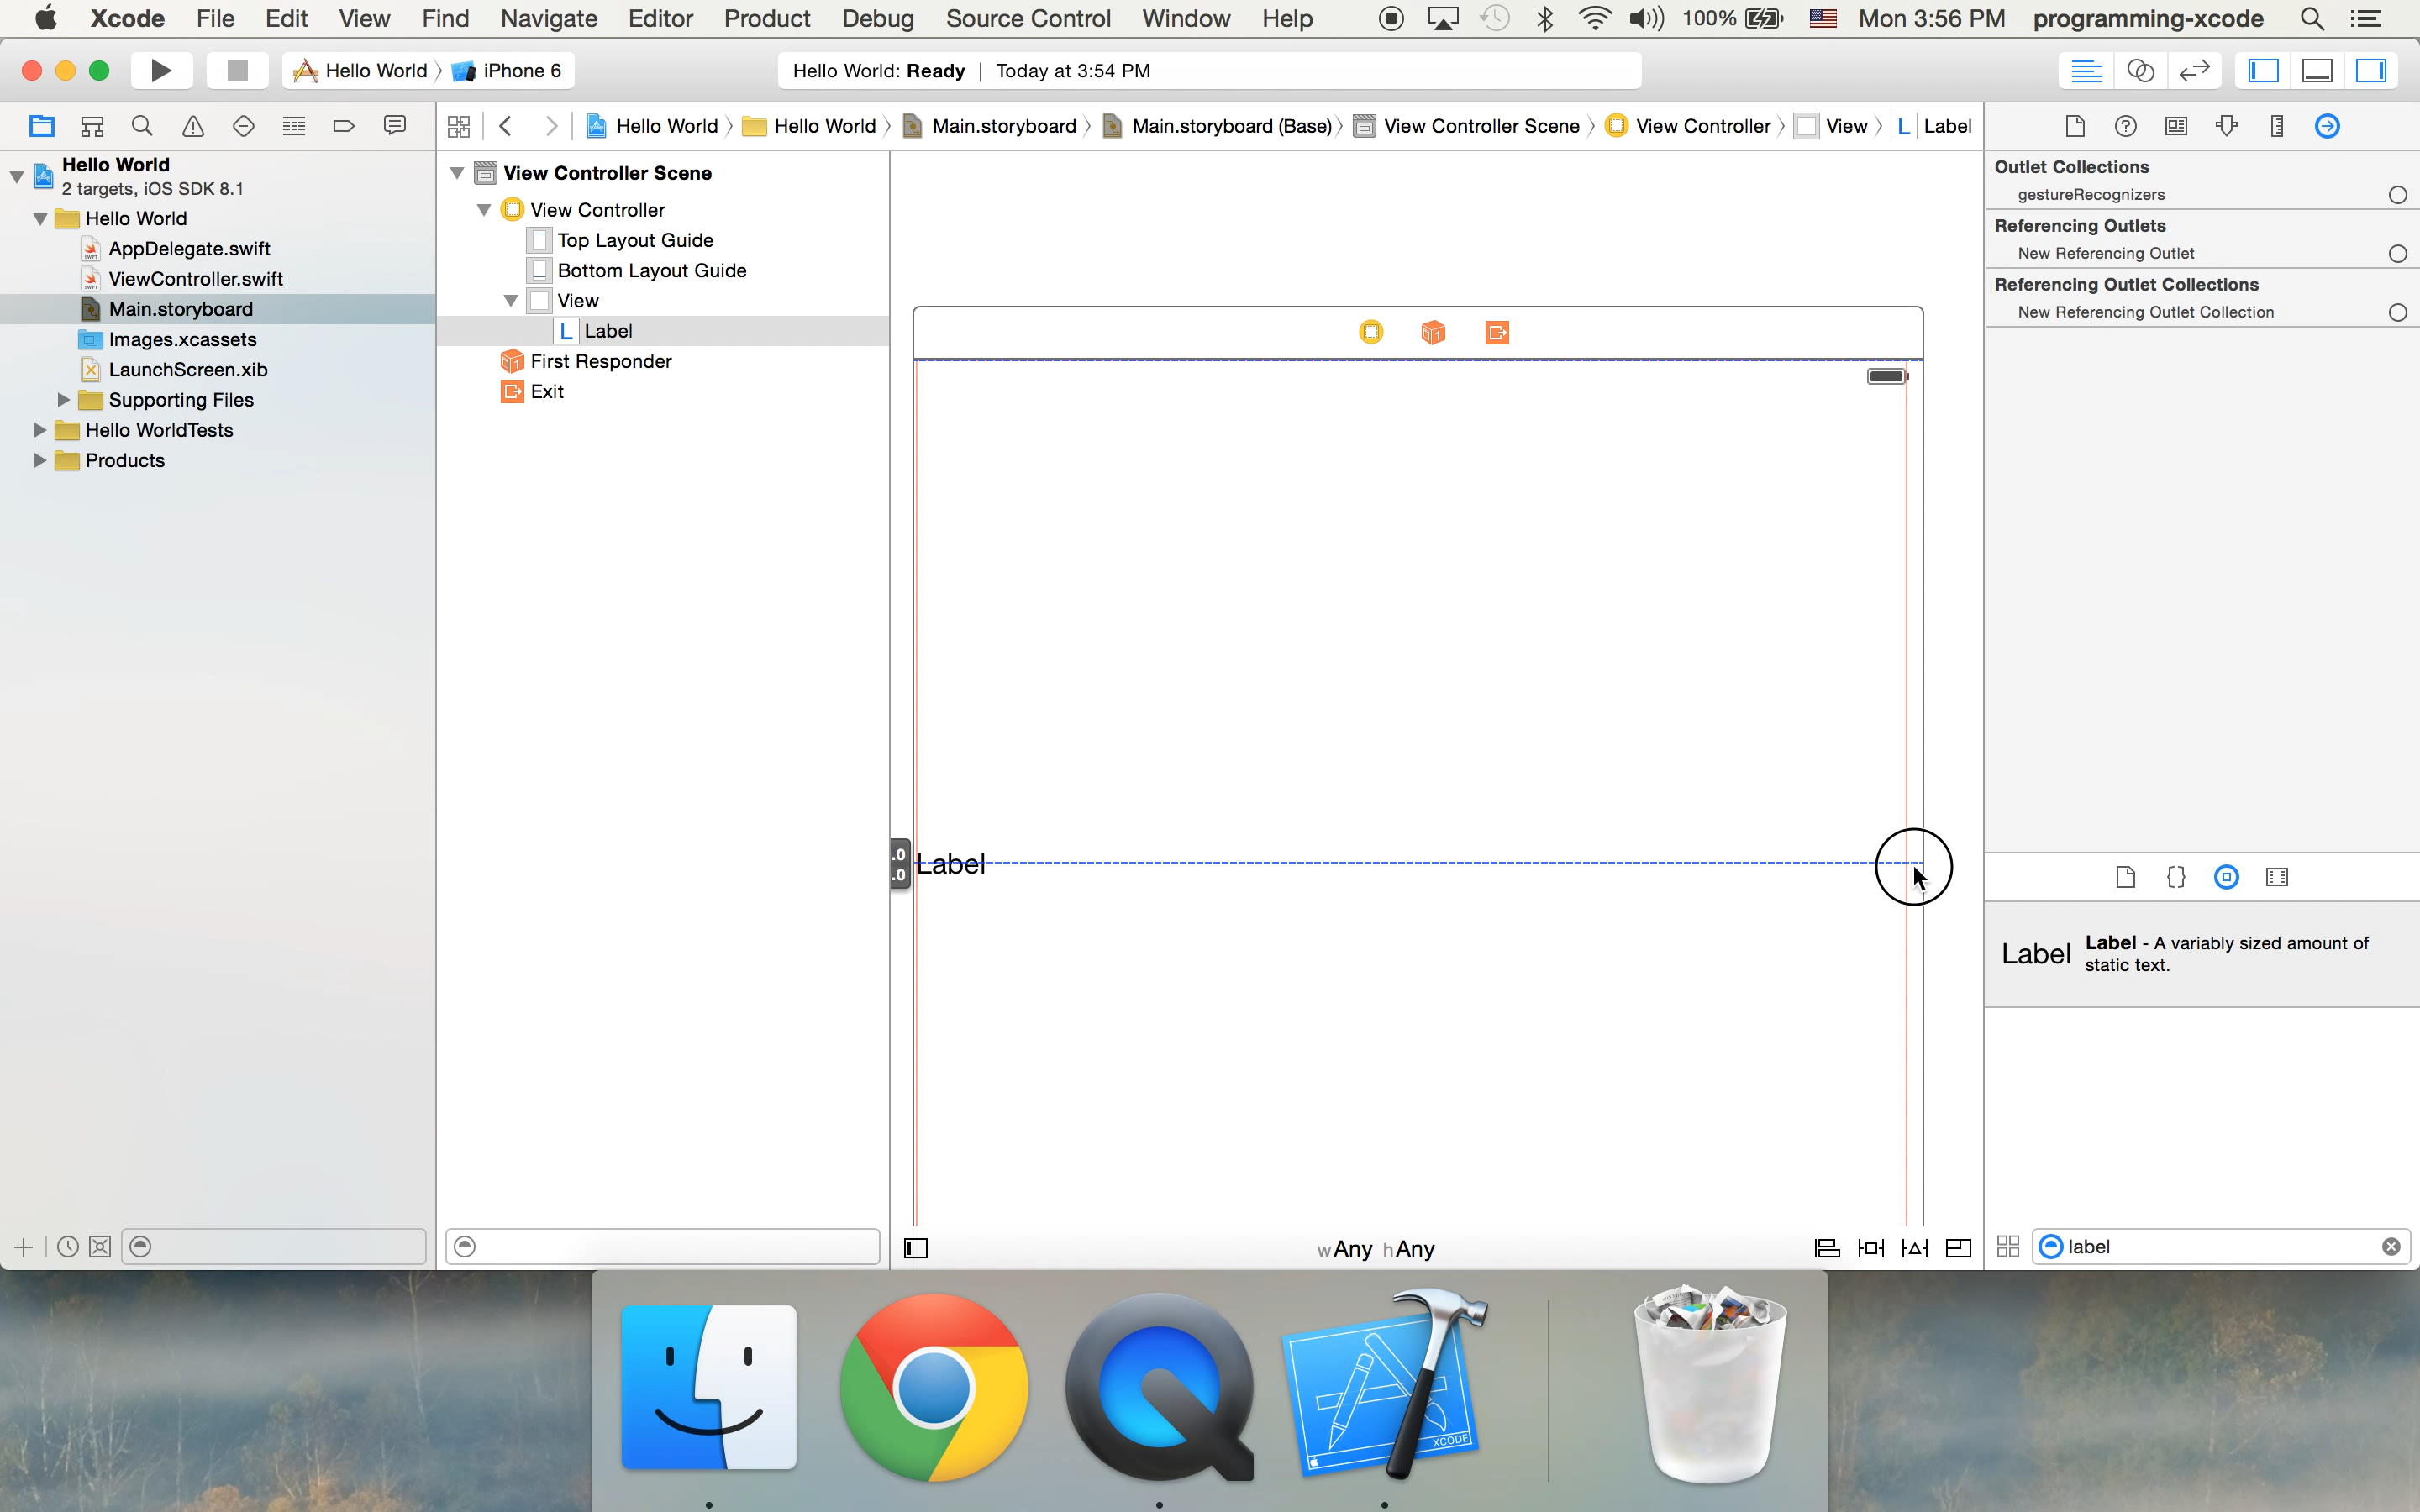 Xcode File Edit View Find Navigate Editor Product Debug Source Control Window Help 100% Mon 3:56 PM programming-xcode
Hello World iPhone 6
Hello World: Ready | Today at 3:54 PM
Hello World Hello World Main.storyboard Main.storyboard (Base) View Controller Scene View Controller View L Label
Hello World
2 targets, iOS SDK 8.1
Hello World
AppDelegate.swift
ViewController.swift
Main.storyboard
Images.xcassets
LaunchScreen.xib
Supporting Files
Hello WorldTests
Products
View Controller Scene
View Controller
Top Layout Guide
Bottom Layout Guide
View
L Label
First Responder
Exit
.0
.0
Label
wAny hAny
Outlet Collections
gestureRecognizers
Referencing Outlets
New Referencing Outlet
Referencing Outlet Collections
New Referencing Outlet Collection
Label
Label - A variably sized amount of
static text.
label
XCODE